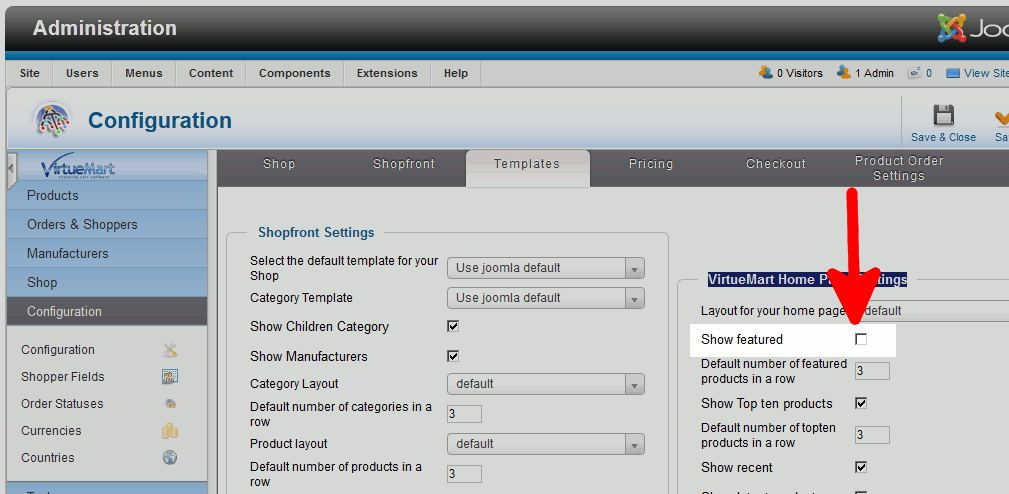 Administration
Joo
Site Users Menus Content Components Extensions Help
0 Visitors 1 Admin 0 View Site
Configuration
Save & Close Sa
VirtueMart
Shop Shopfront Templates Pricing Checkout Product Order
Settings
Products
Orders & Shoppers
Manufacturers
Shop
Configuration
Configuration
Shopper Fields
Order Statuses
Currencies
Countries
Shopfront Settings
Select the default template for your
Shop
Use joomla default
Category Template Use joomla default
Show Children Category
Show Manufacturers
Category Layout default
Default number of categories in a
row
3
Product layout default
Default number of products in a
row
3
VirtueMart Home P ttings
Layout for your home page default
Show featured
Default number of featured
products in a row
3
Show Top ten products
Default number of topten
products in a row
3
Show recent